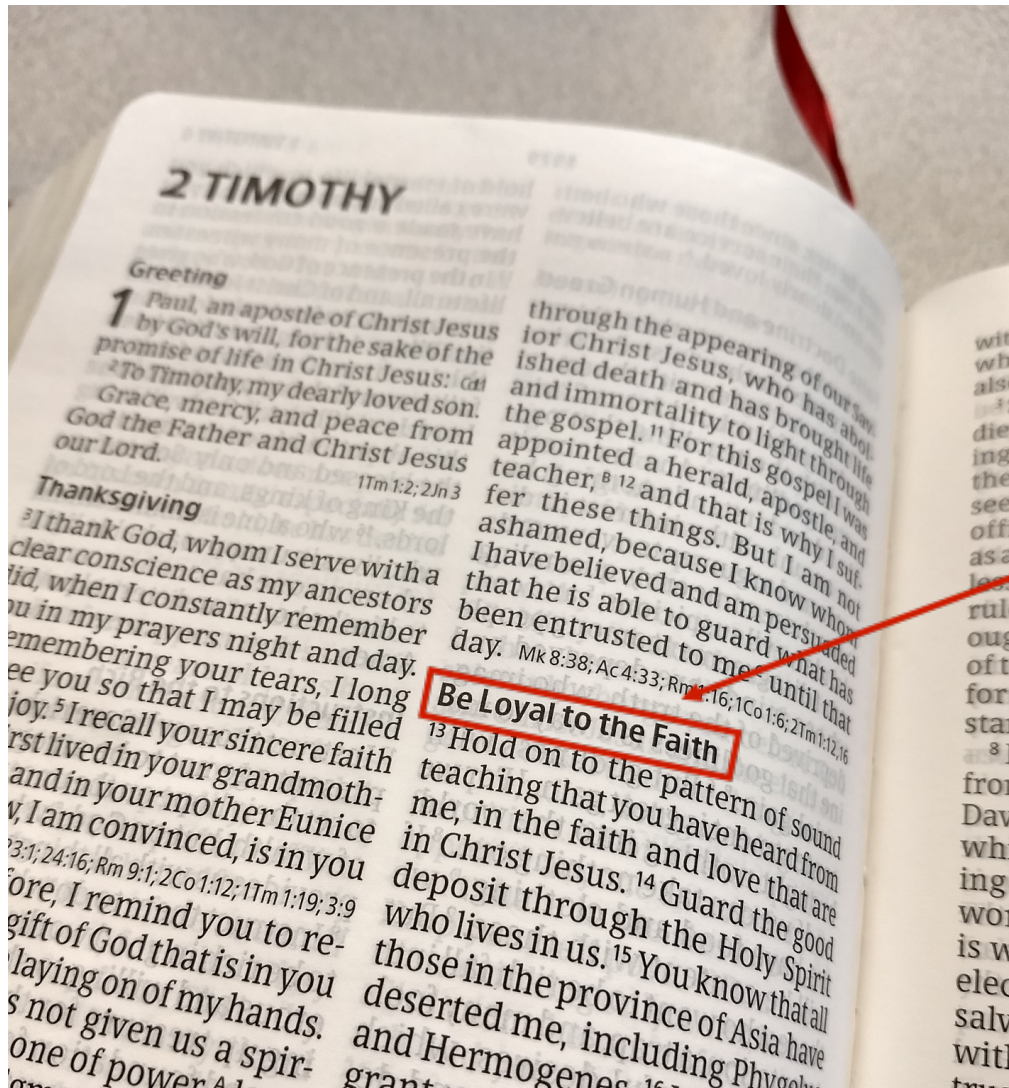 2 TIMOTHY
Greeting
1 Paul, an apostle of Christ Jesus
by God's will, for the sake of the
promise of life in Christ Jesus:
2 To Timothy, my dearly loved son.
Grace, mercy, and peace from
God the Father and Christ Jesus
our Lord.
1Tm 1:2; 2Jn 3
Thanksgiving
3 I thank God, whom I serve with a
clear conscience as my ancestors
did, when I constantly remember
you in my prayers night and day.
remembering your tears, I long
see you so that I may be filled
joy. 5 I recall your sincere faith
first lived in your grandmoth-
and in your mother Eunice
I am convinced, is in you
23:1; 24:16; Rm 9:1; 2Co 1:12; 1Tm 1:19; 3:9
I remind you to re-
gift of God that is in you
laying on of my hands.
not given us a spir-
one of power
through the appearing of our Sav-
ior Christ Jesus, who has abol-
ished death and has brought life
and immortality to light through
the gospel. 11 For this gospel I was
appointed a herald, apostle, and
teacher, B 12 and that is why I suf-
fer these things. But I am not
ashamed, because I know whom
I have believed and am persuaded
that he is able to guard what has
been entrusted to me until that
day. Mk 8:38; Ac 4:33; Rm 1:16; 1Co 1:6; 2Tm 1:12,16
Be Loyal to the Faith
13 Hold on to the pattern of sound
teaching that you have heard from
me, in the faith and love that are
in Christ Jesus. 14 Guard the good
deposit through the Holy Spirit
who lives in us. 15 You know that all
those in the province of Asia have
deserted me, including
and Hermogenes. 16